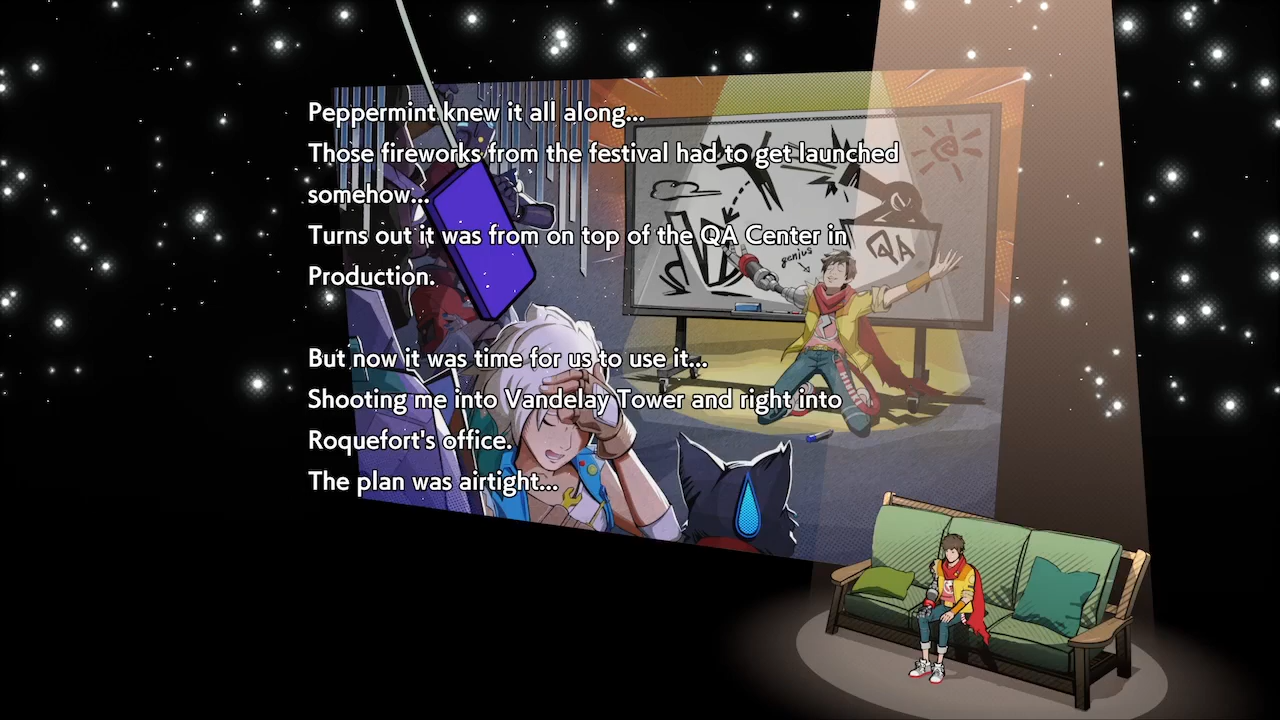 Peppermint knew it all along...
Those fireworks from the festival had to get launched
somehow...
Turns out it was from on top of the QA Center in
Production.
QA
genius
But now it was time for us to use it...
Shooting me into Vandelay Tower and right into
Roquefort's office.
The plan was airtight...